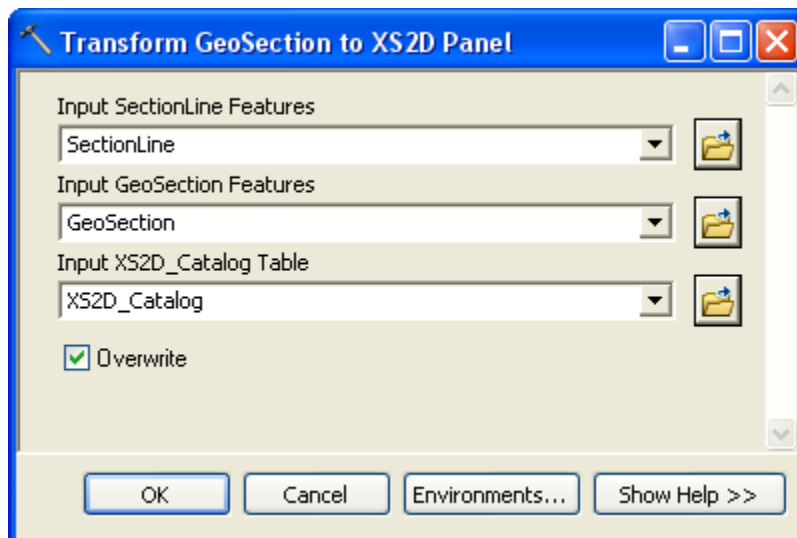 Transform GeoSection to XS2D Panel
Input SectionLine Features
SectionLine
Input GeoSection Features
GeoSection
Input XS2D_Catalog Table
XS2D_Catalog
Overwrite
OK Cancel Environments... Show Help >>